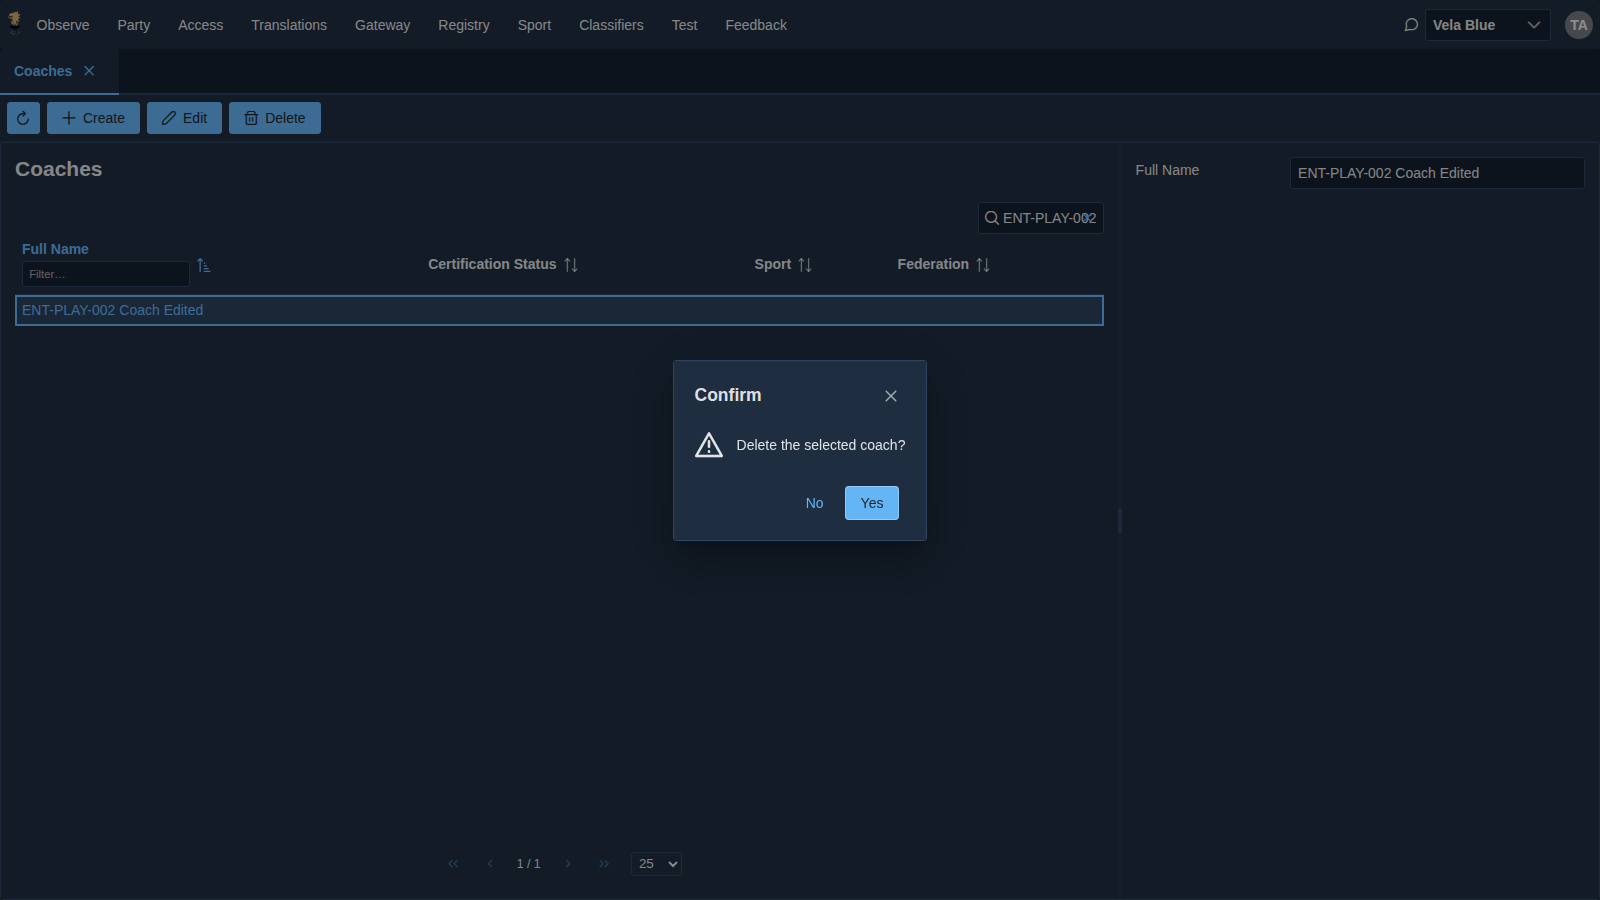 Observe Party Access Translations Gateway Registry Sport Classifiers Test Feedback Vela Blue TA
Coaches
Create Edit Delete
Coaches
Full Name ENT-PLAY-002 Coach Edited
ENT-PLAY-002
Full Name
Filter...
Certification Status Sport Federation
ENT-PLAY-002 Coach Edited
Confirm
Delete the selected coach?
No Yes
« ‹ 1 / 1 › » 25